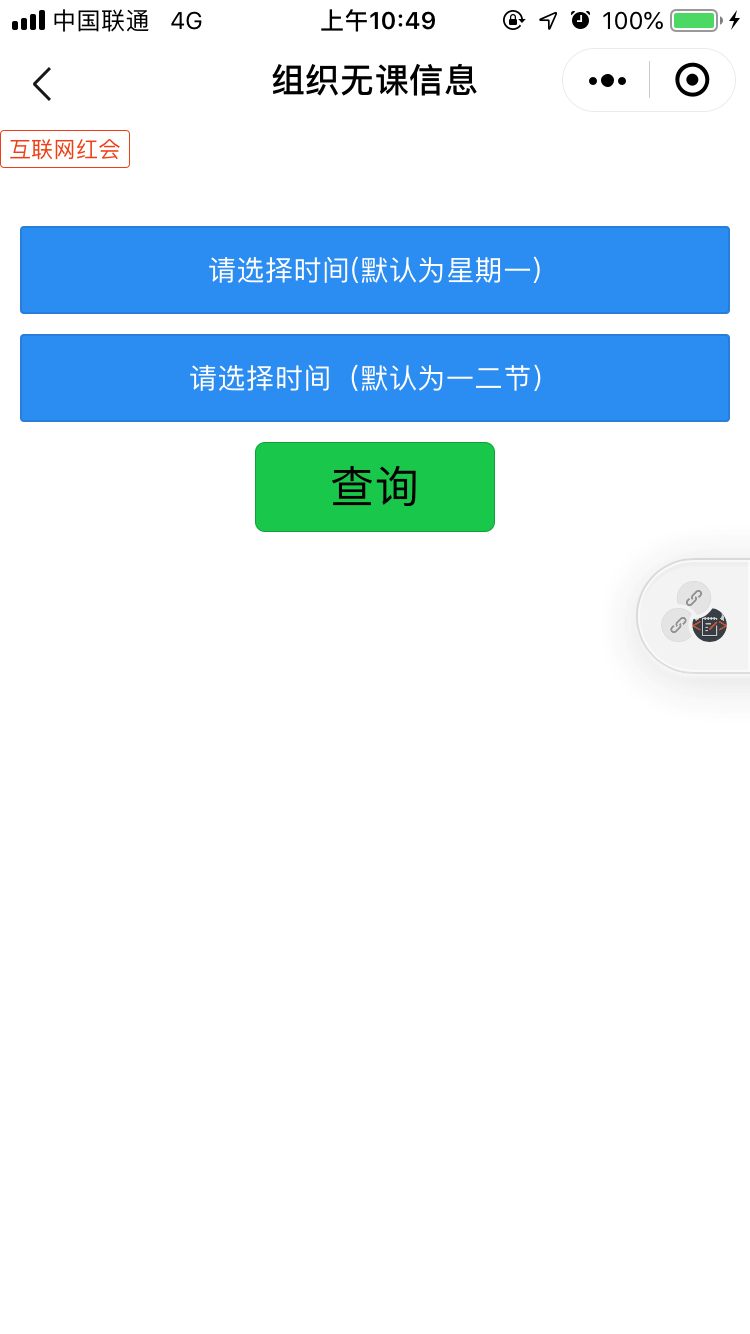 中国联通 4G 上午10:49 100%
组织无课信息
互联网红会
请选择时间(默认为星期一)
请选择时间（默认为一二节）
查询